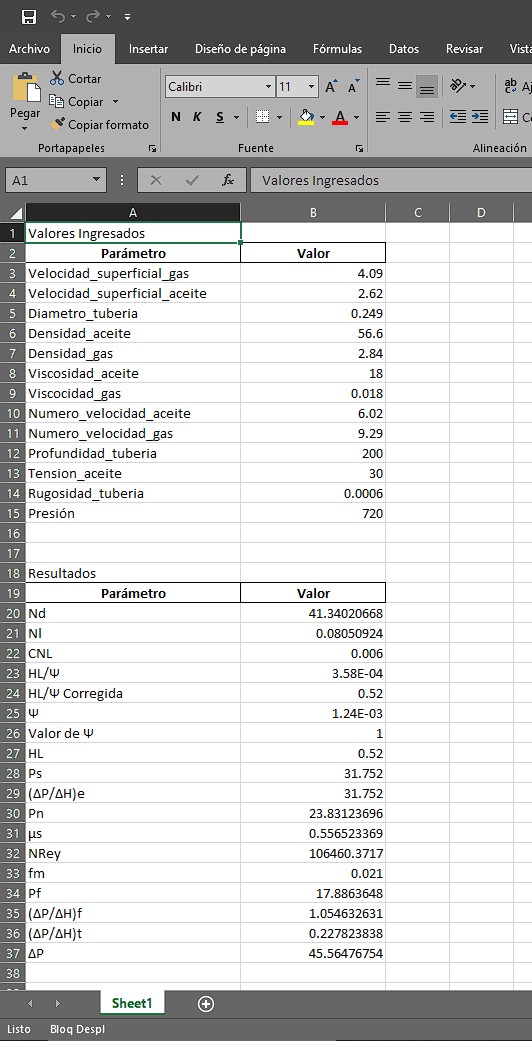 Archivo Inicio Insertar Diseño de página Fórmulas Datos Revisar Vista
Pegar
Cortar
Copiar
Copiar formato
Portapapeles
Calibri 11
N K S
Fuente
Alineación
A1 fx Valores Ingresados
A B C D
1 Valores Ingresados
2 Parámetro Valor
3 Velocidad_superficial_gas 4.09
4 Velocidad_superficial_aceite 2.62
5 Diametro_tuberia 0.249
6 Densidad_aceite 56.6
7 Densidad_gas 2.84
8 Viscosidad_aceite 18
9 Viscocidad_gas 0.018
10 Numero_velocidad_aceite 6.02
11 Numero_velocidad_gas 9.29
12 Profundidad_tuberia 200
13 Tension_aceite 30
14 Rugosidad_tuberia 0.0006
15 Presión 720
16
17
18 Resultados
19 Parámetro Valor
20 Nd 41.34020668
21 Nl 0.08050924
22 CNL 0.006
23 HL/Ψ 3.58E-04
24 HL/Ψ Corregida 0.52
25 Ψ 1.24E-03
26 Valor de Ψ 1
27 HL 0.52
28 Ps 31.752
29 (ΔP/ΔH)e 31.752
30 Pn 23.83123696
31 µs 0.556523369
32 NRey 106460.3717
33 fm 0.021
34 Pf 17.8863648
35 (ΔP/ΔH)f 1.054632631
36 (ΔP/ΔH)t 0.227823838
37 ΔP 45.56476754
38
Sheet1
Listo Bloq Despl